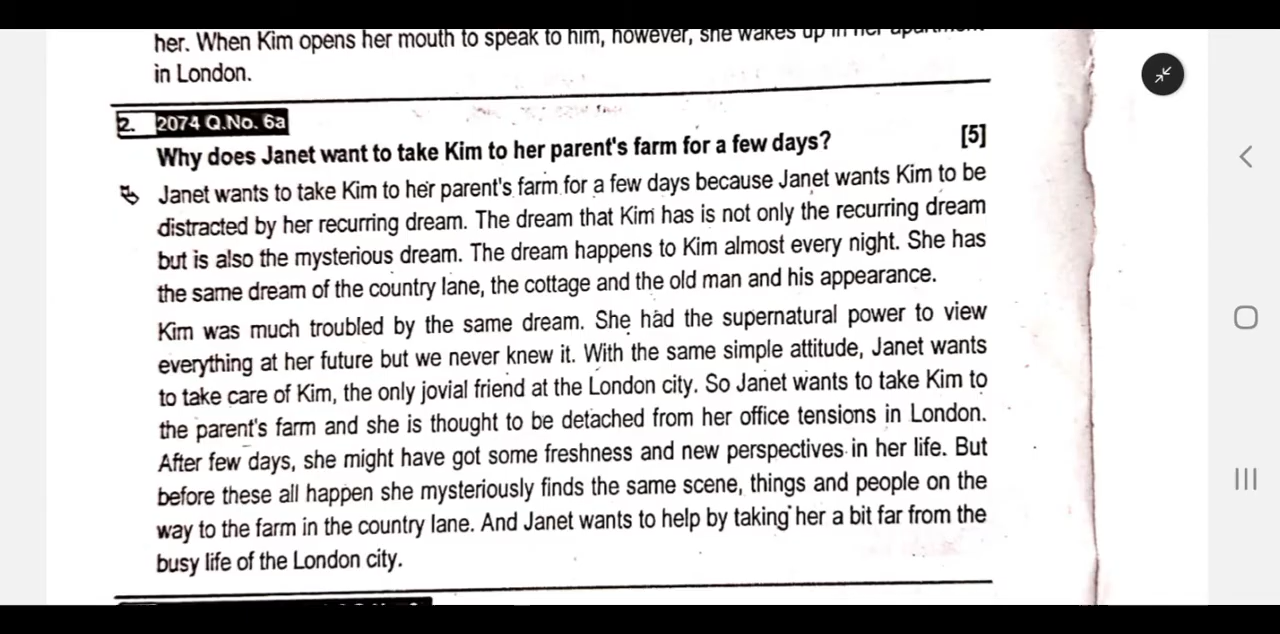 her. When Kim opens her mouth to speak to him, however, she wakes up in her apartment
in London.
2. 2074 Q.No. 6a
Why does Janet want to take Kim to her parent's farm for a few days? [5]
Janet wants to take Kim to her parent's farm for a few days because Janet wants Kim to be
distracted by her recurring dream. The dream that Kim has is not only the recurring dream
but is also the mysterious dream. The dream happens to Kim almost every night. She has
the same dream of the country lane, the cottage and the old man and his appearance.
Kim was much troubled by the same dream. She had the supernatural power to view
everything at her future but we never knew it. With the same simple attitude, Janet wants
to take care of Kim, the only jovial friend at the London city. So Janet wants to take Kim to
the parent's farm and she is thought to be detached from her office tensions in London.
After few days, she might have got some freshness and new perspectives in her life. But
before these all happen she mysteriously finds the same scene, things and people on the
way to the farm in the country lane. And Janet wants to help by taking her a bit far from the
busy life of the London city.